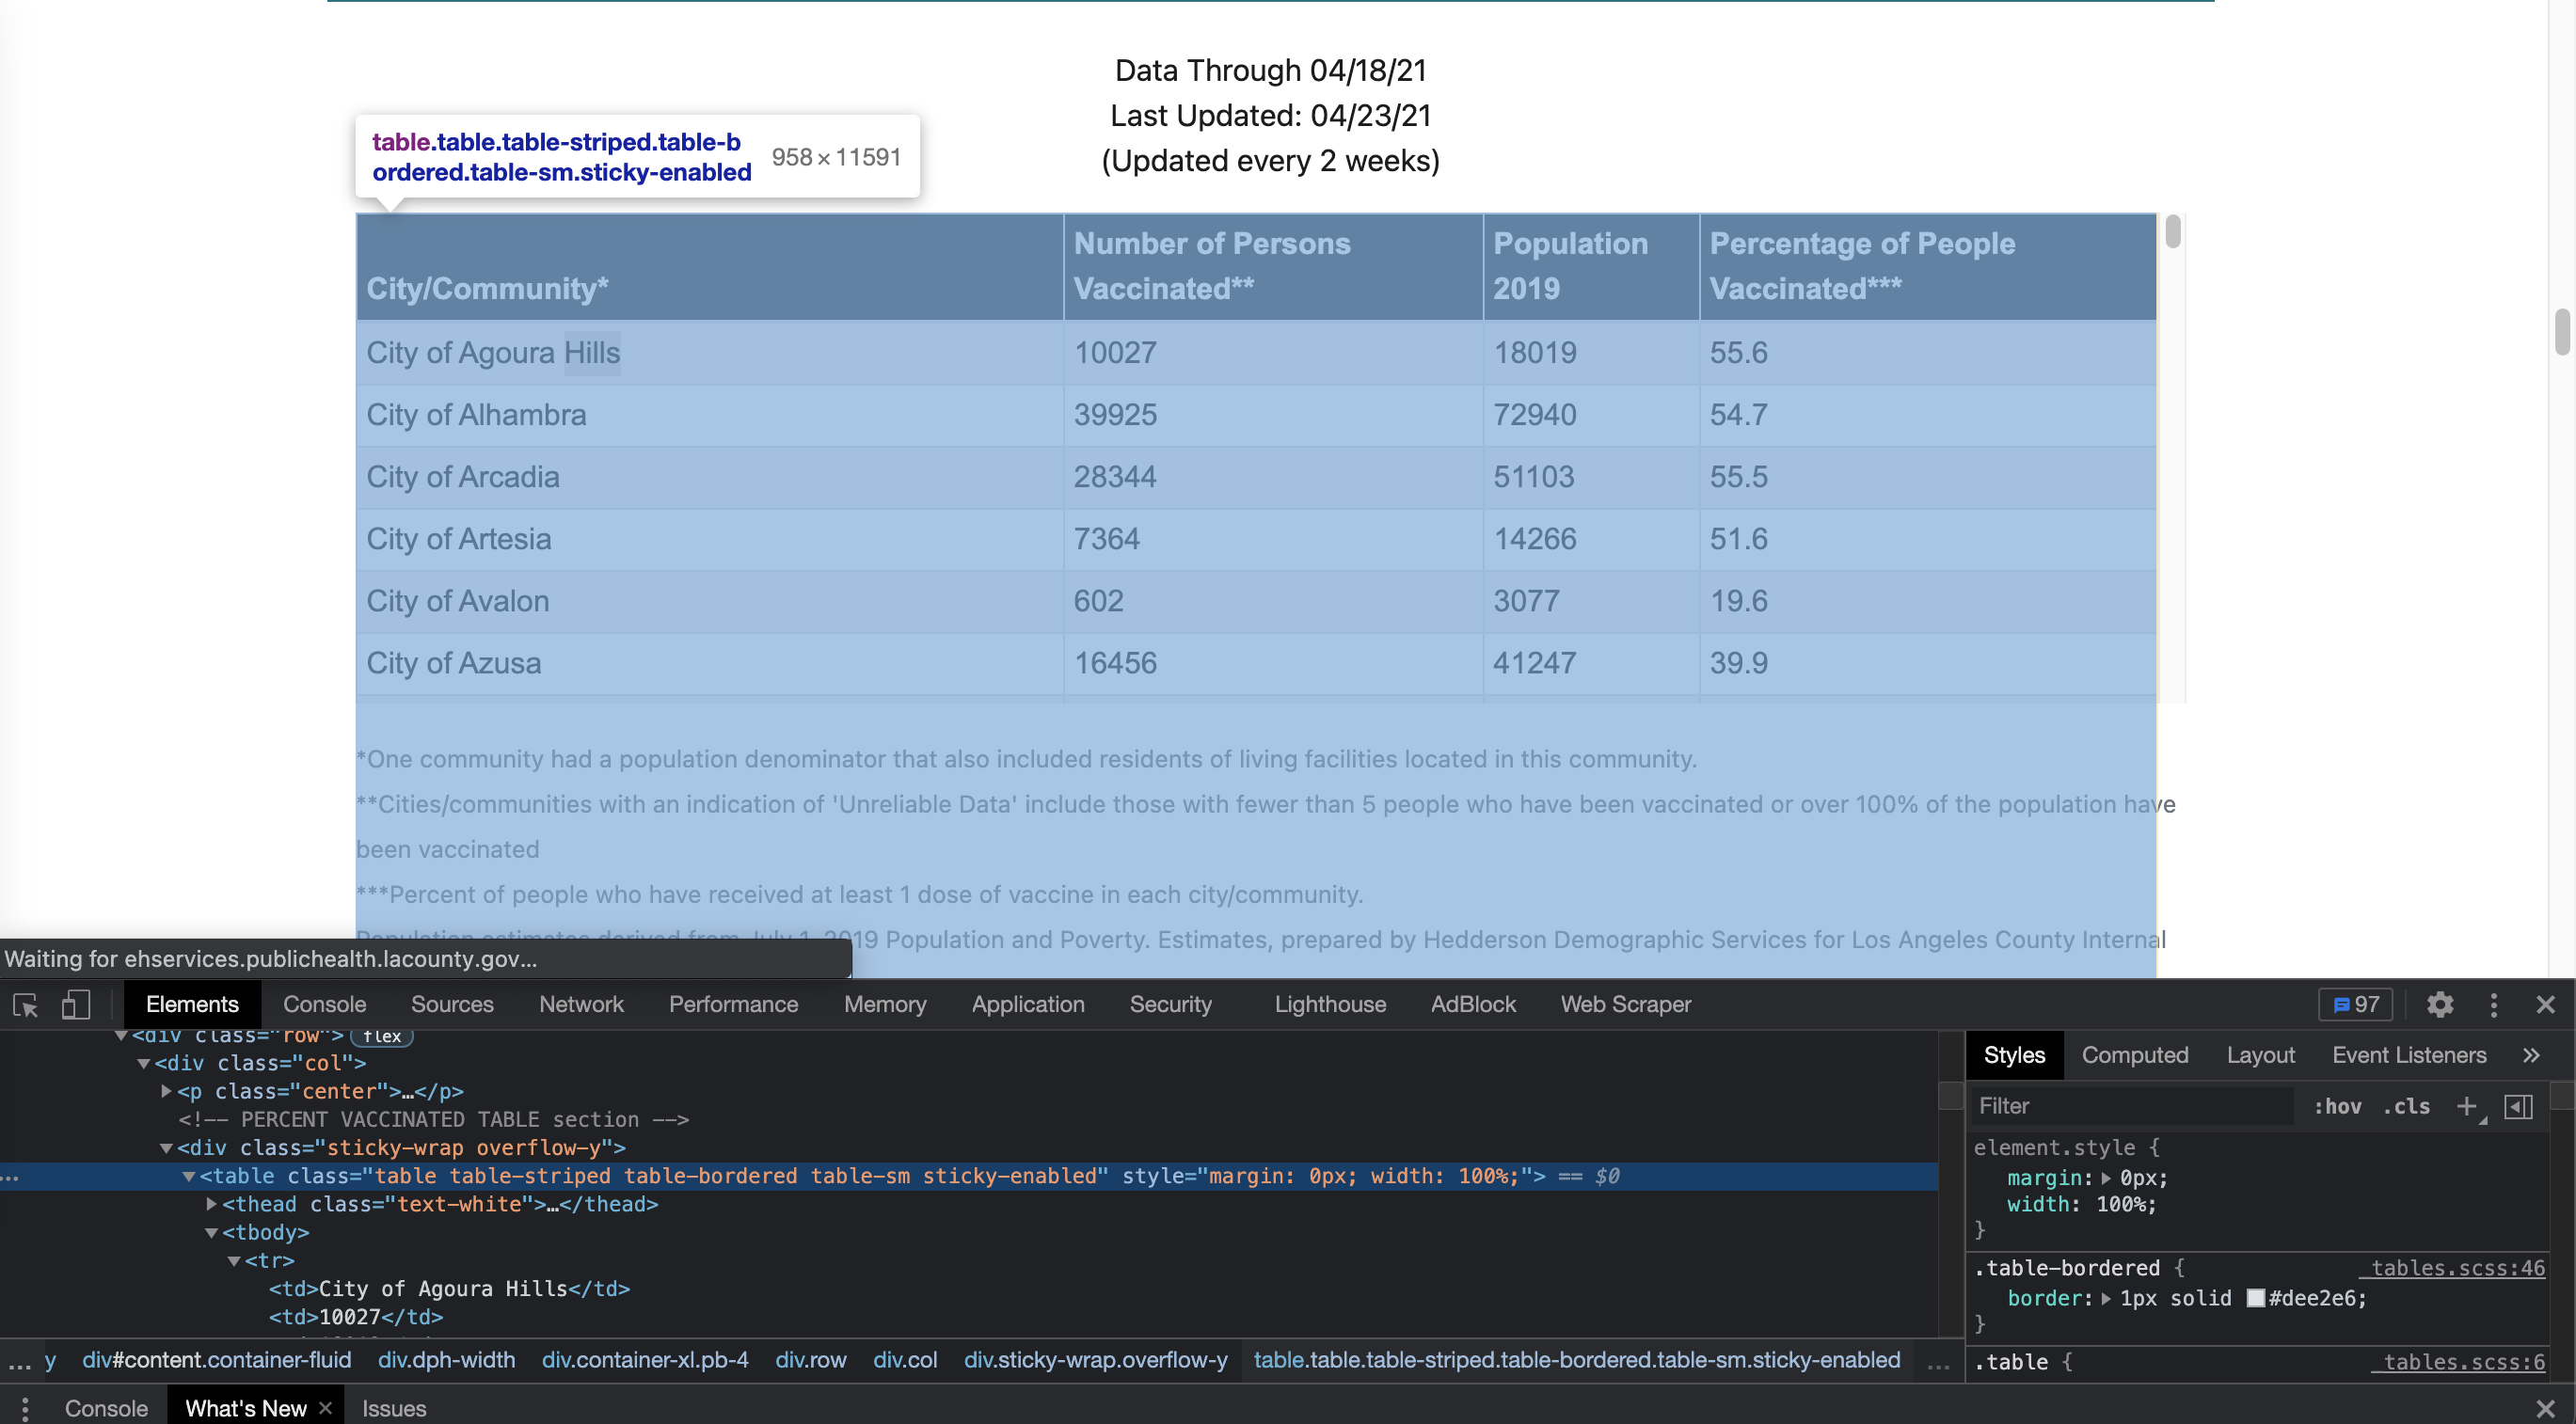 Data Through 04/18/21
Last Updated: 04/23/21
(Updated every 2 weeks)
table.table.table-striped.table-b
ordered.table-sm.sticky-enabled
958×11591
City/Community* Number of Persons Vaccinated** Population 2019 Percentage of People Vaccinated***
City of Agoura Hills 10027 18019 55.6
City of Alhambra 39925 72940 54.7
City of Arcadia 28344 51103 55.5
City of Artesia 7364 14266 51.6
City of Avalon 602 3077 19.6
City of Azusa 16456 41247 39.9
*One community had a population denominator that also included residents of living facilities located in this community.
**Cities/communities with an indication of 'Unreliable Data' include those with fewer than 5 people who have been vaccinated or over 100% of the population have
been vaccinated
***Percent of people who have received at least 1 dose of vaccine in each city/community.
Population estimates derived from July 1, 2019 Population and Poverty. Estimates, prepared by Hedderson Demographic Services for Los Angeles County Internal
Waiting for ehservices.publichealth.lacounty.gov...
Elements Console Sources Network Performance Memory Application Security Lighthouse AdBlock Web Scraper 97
<div class="row"> flex
<div class="col">
<p class="center">…</p>
<!-- PERCENT VACCINATED TABLE section -->
<div class="sticky-wrap overflow-y">
<table class="table table-striped table-bordered table-sm sticky-enabled" style="margin: 0px; width: 100%;"> == $0
<thead class="text-white">…</thead>
<tbody>
<tr>
<td>City of Agoura Hills</td>
<td>10027</td>
... y div#content.container-fluid div.dph-width div.container-xl.pb-4 div.row div.col div.sticky-wrap.overflow-y table.table.table-striped.table-bordered.table-sm.sticky-enabled ...
Styles Computed Layout Event Listeners »
Filter :hov .cls +
element.style {
margin: 0px;
width: 100%;
}
.table-bordered { _tables.scss:46
border: 1px solid #dee2e6;
}
.table { _tables.scss:6
Console What's New × Issues